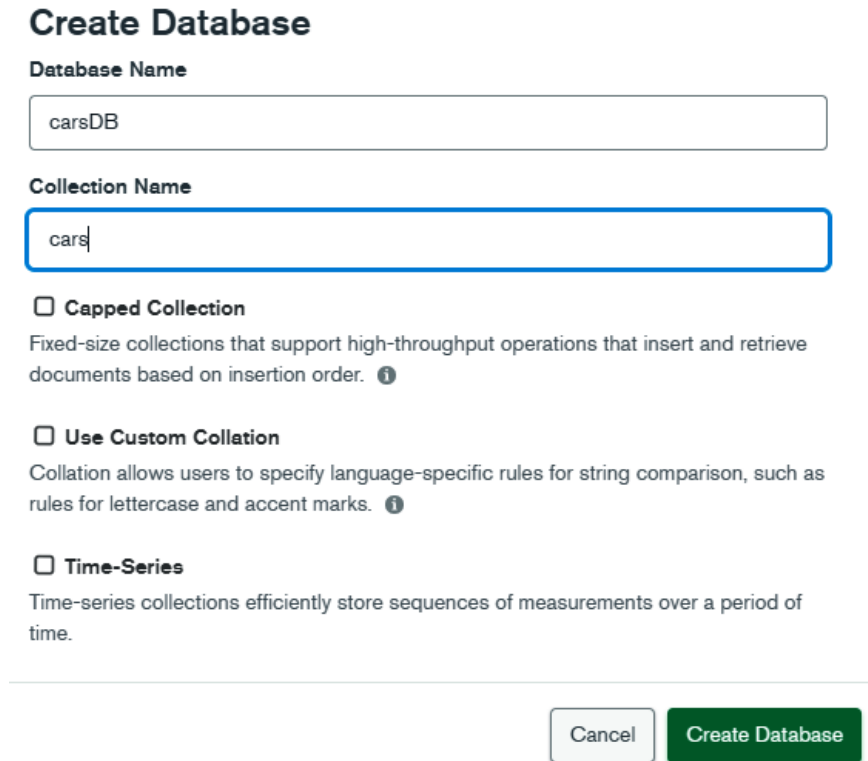 Create Database
Database Name
carsDB
Collection Name
cars
Capped Collection
Fixed-size collections that support high-throughput operations that insert and retrieve
documents based on insertion order.
Use Custom Collation
Collation allows users to specify language-specific rules for string comparison, such as
rules for lettercase and accent marks.
Time-Series
Time-series collections efficiently store sequences of measurements over a period of
time.
Cancel Create Database